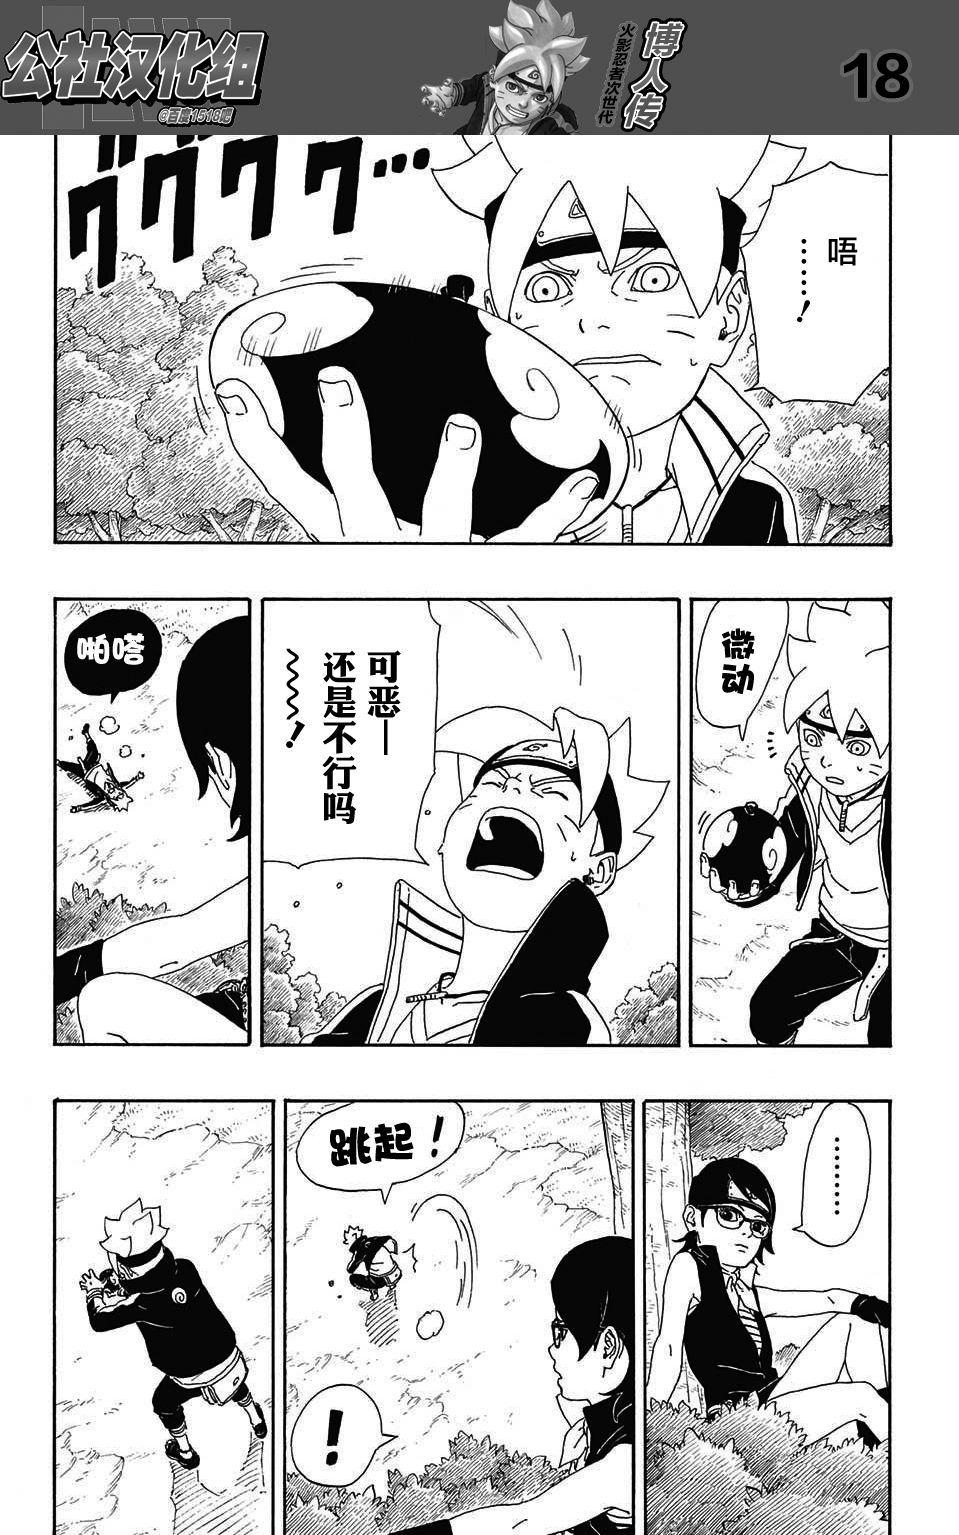 公社汉化组
@百度1516吧
火影忍者次世代
博人传
18
ググググ…
唔
……！
微动
可恶—
还是不行吗
～～～！
啪嗒
………
跳起！
！